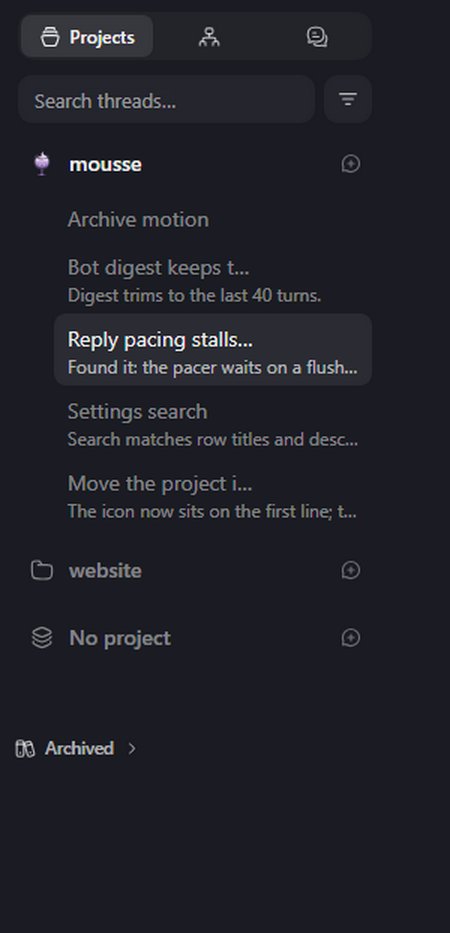 Projects
Search threads...
mousse
Archive motion
Bot digest keeps t...
Digest trims to the last 40 turns.
Reply pacing stalls...
Found it: the pacer waits on a flush...
Settings search
Search matches row titles and desc...
Move the project i...
The icon now sits on the first line; t...
website
No project
Archived